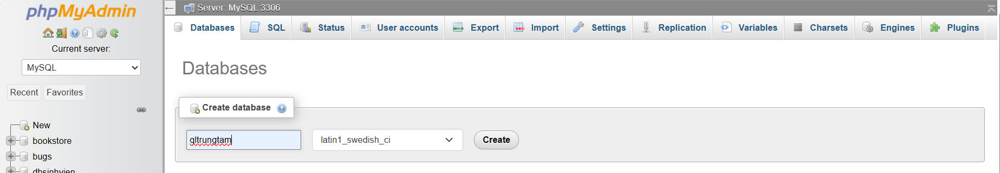 phpMyAdmin
Current server:
MySQL
Recent Favorites
New
bookstore
bugs
dbsinhvien
← Server: MySQL:3306
Databases SQL Status User accounts Export Import Settings Replication Variables Charsets Engines Plugins
Databases
Create database
qltrungtam latin1_swedish_ci Create